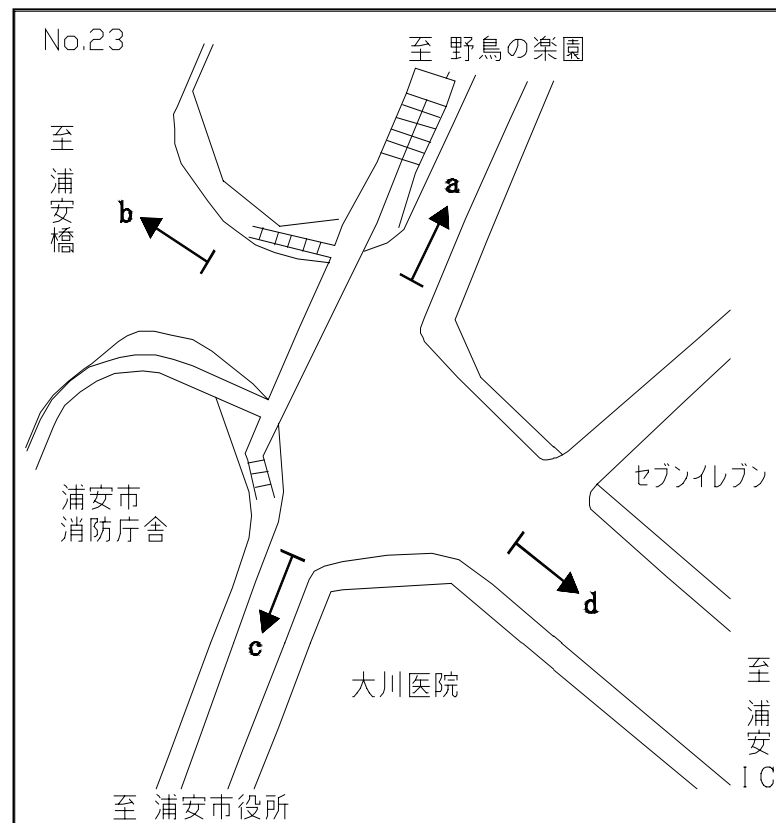 No.23
至 野鳥の楽園
至 浦安橋
a
b
セブンイレブン
浦安市
消防庁舎
d
c
大川医院
至 浦安IC
至 浦安市役所